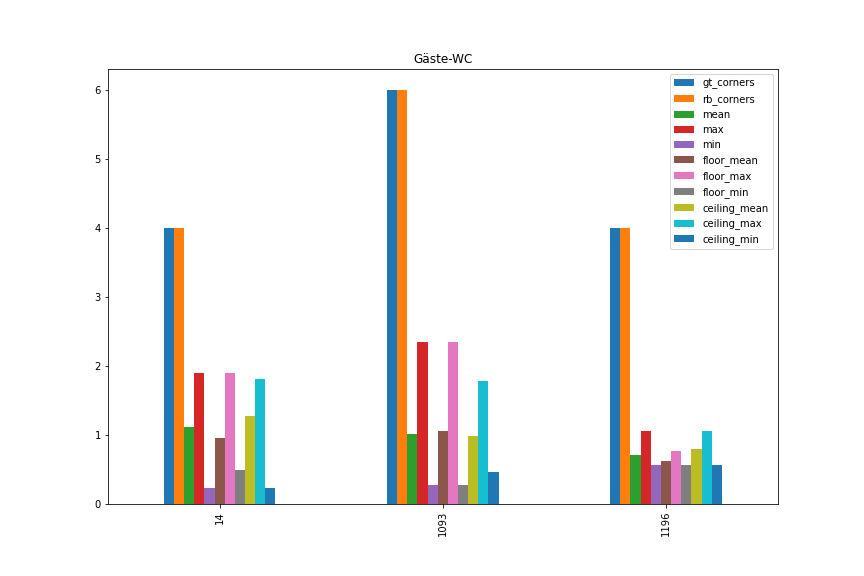 Gäste-WC
6
5
4
3
2
1
0
14
1093
1196
gt_corners
rb_corners
mean
max
min
floor_mean
floor_max
floor_min
ceiling_mean
ceiling_max
ceiling_min